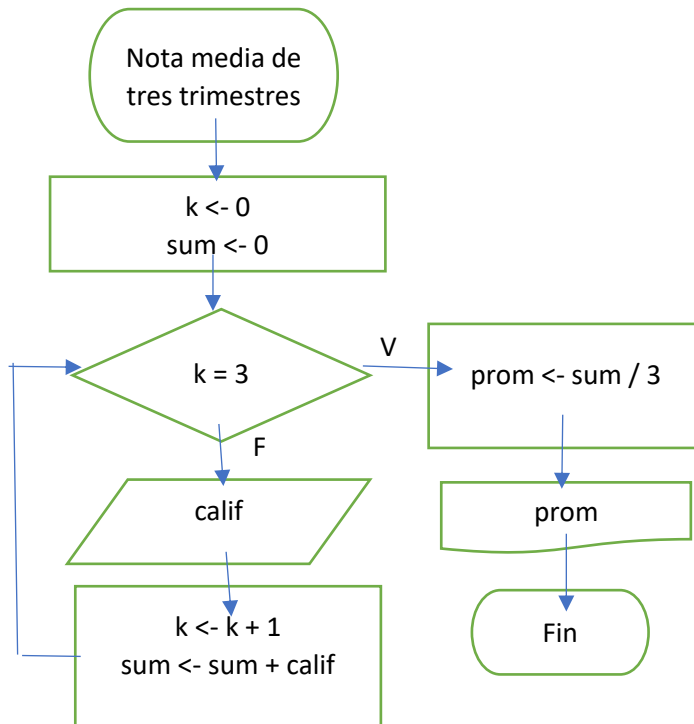 Nota media de
tres trimestres
k <- 0
sum <- 0
k = 3
V
prom <- sum / 3
F
calif
prom
k <- k + 1
sum <- sum + calif
Fin